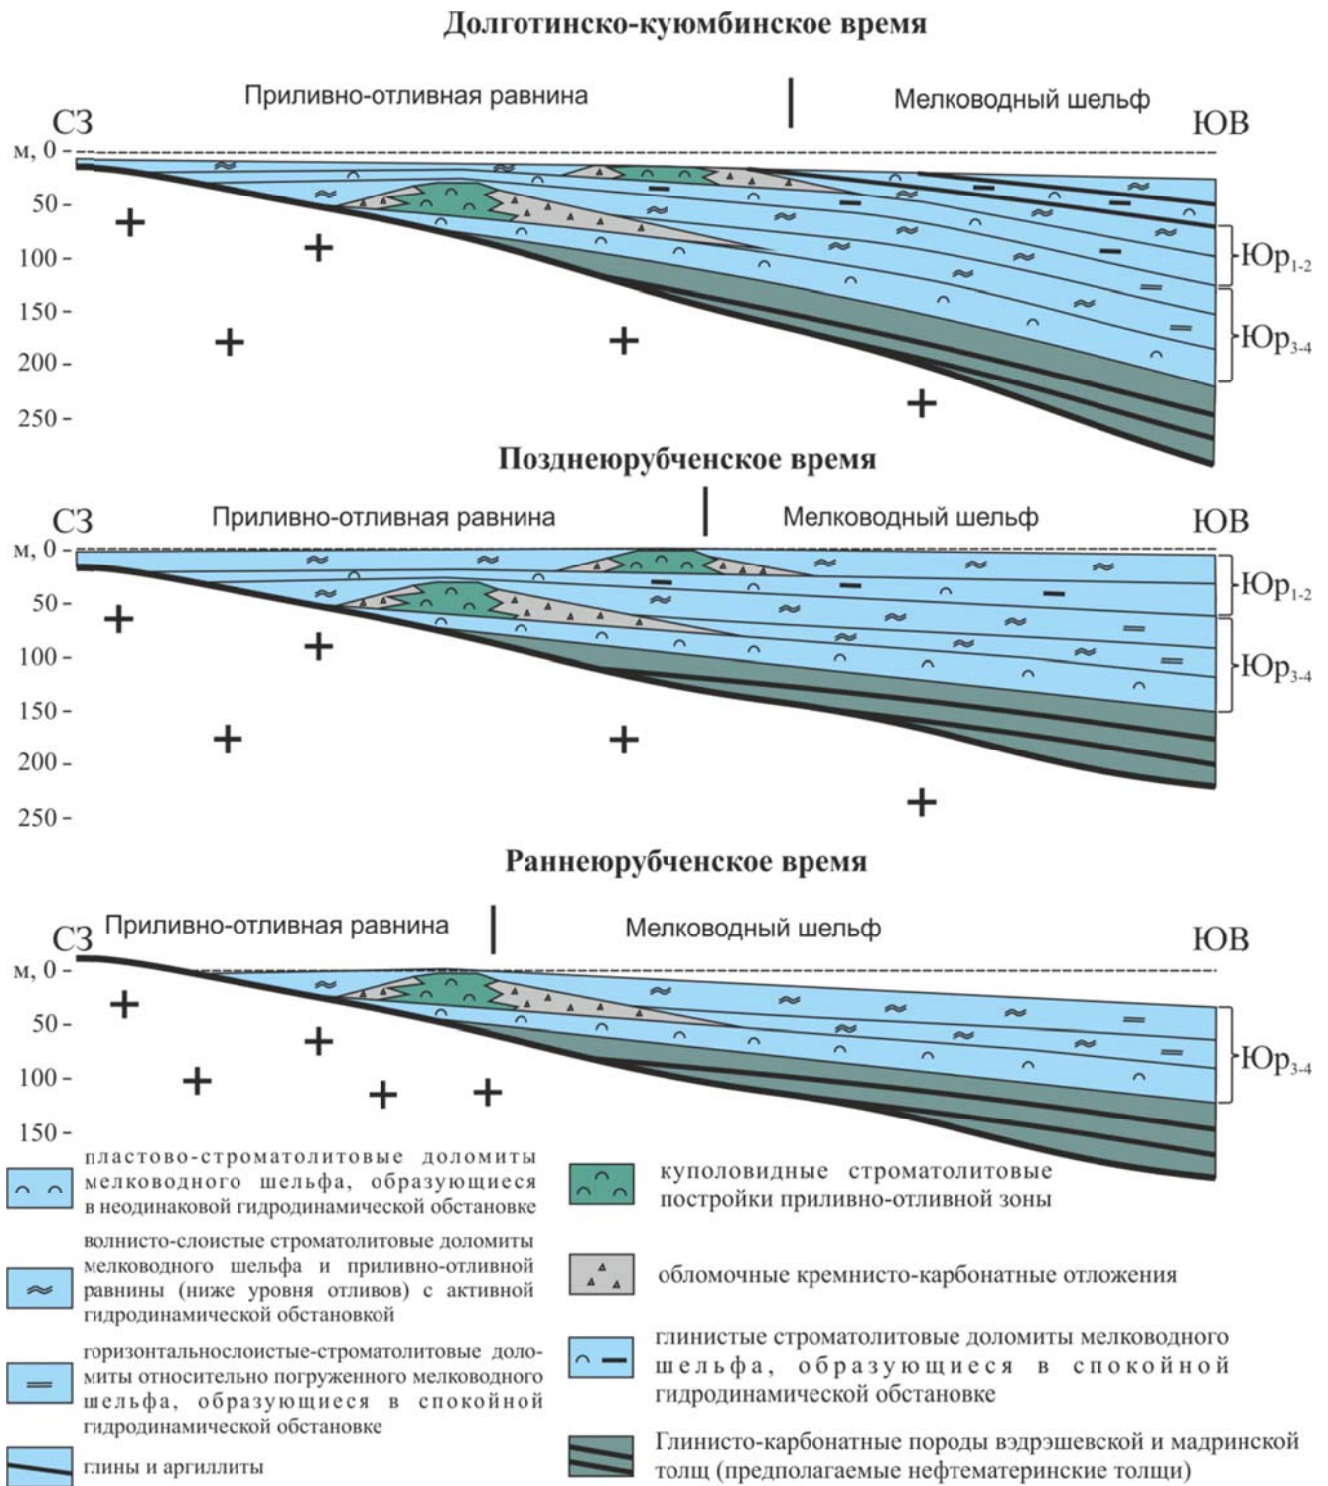 Долготинско-куюмбинское время
Приливно-отливная равнина
Мелководный шельф
СЗ
ЮВ
м, 0 -
50 -
100 -
150 -
200 -
250 -
Юр1-2
Юр3-4
Позднеюрубченское время
Приливно-отливная равнина
Мелководный шельф
СЗ
ЮВ
м, 0 -
50 -
100 -
150 -
200 -
250 -
Юр1-2
Юр3-4
Раннеюрубченское время
Приливно-отливная равнина
Мелководный шельф
СЗ
ЮВ
м, 0 -
50 -
100 -
150 -
Юр3-4
пластово-строматолитовые доломиты
мелководного шельфа, образующиеся
в неодинаковой гидродинамической обстановке
волнисто-слоистые строматолитовые доломиты
мелководного шельфа и приливно-отливной
равнины (ниже уровня отливов) с активной
гидродинамической обстановкой
горизонтальнослоистые-строматолитовые доло-
миты относительно погруженного мелководного
шельфа, образующиеся в спокойной
гидродинамической обстановке
глины и аргиллиты
куполовидные строматолитовые
постройки приливно-отливной зоны
обломочные кремнисто-карбонатные отложения
глинистые строматолитовые доломиты мелководного
шельфа, образующиеся в спокойной
гидродинамической обстановке
Глинисто-карбонатные породы вэдрэшевской и мадринской
толщ (предполагаемые нефтематеринские толщи)